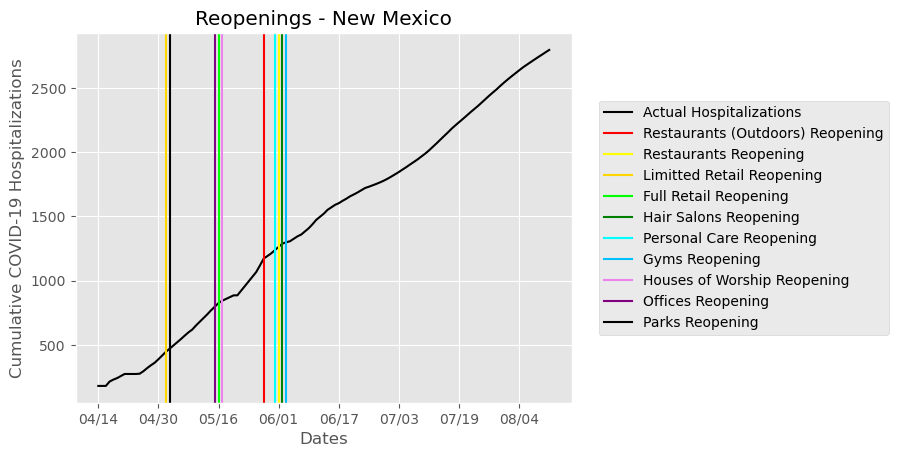 Reopenings - New Mexico
Cumulative COVID-19 Hospitalizations
2500
2000
1500
1000
500
04/14 04/30 05/16 06/01 06/17 07/03 07/19 08/04
Dates
Actual Hospitalizations
Restaurants (Outdoors) Reopening
Restaurants Reopening
Limitted Retail Reopening
Full Retail Reopening
Hair Salons Reopening
Personal Care Reopening
Gyms Reopening
Houses of Worship Reopening
Offices Reopening
Parks Reopening